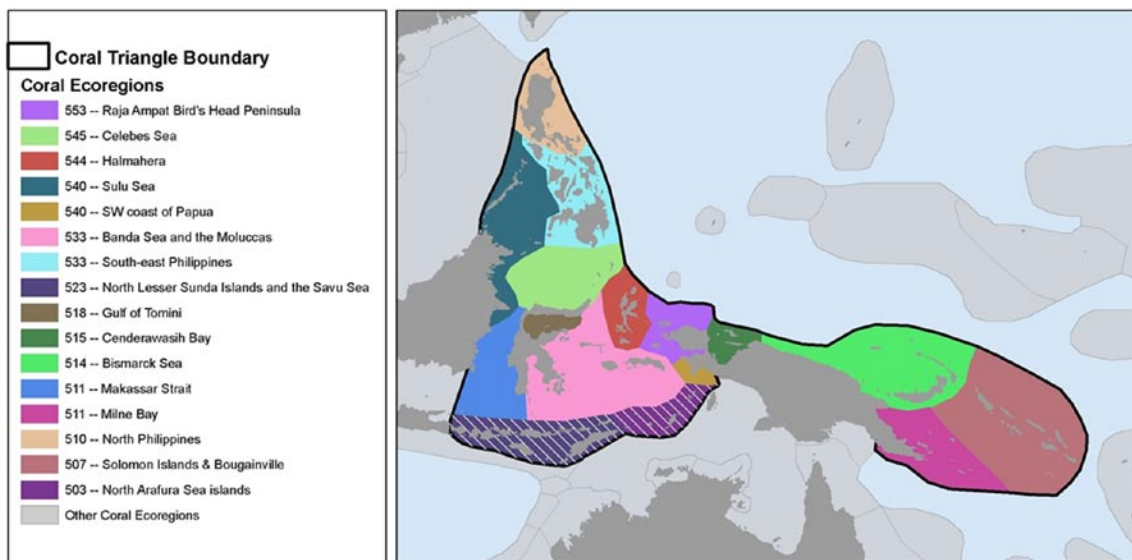 Coral Triangle Boundary
Coral Ecoregions
553 -- Raja Ampat Bird's Head Peninsula
545 -- Celebes Sea
544 -- Halmahera
540 -- Sulu Sea
540 -- SW coast of Papua
533 -- Banda Sea and the Moluccas
533 -- South-east Philippines
523 -- North Lesser Sunda Islands and the Savu Sea
518 -- Gulf of Tomini
515 -- Cenderawasih Bay
514 -- Bismarck Sea
511 -- Makassar Strait
511 -- Milne Bay
510 -- North Philippines
507 -- Solomon Islands & Bougainville
503 -- North Arafura Sea islands
Other Coral Ecoregions